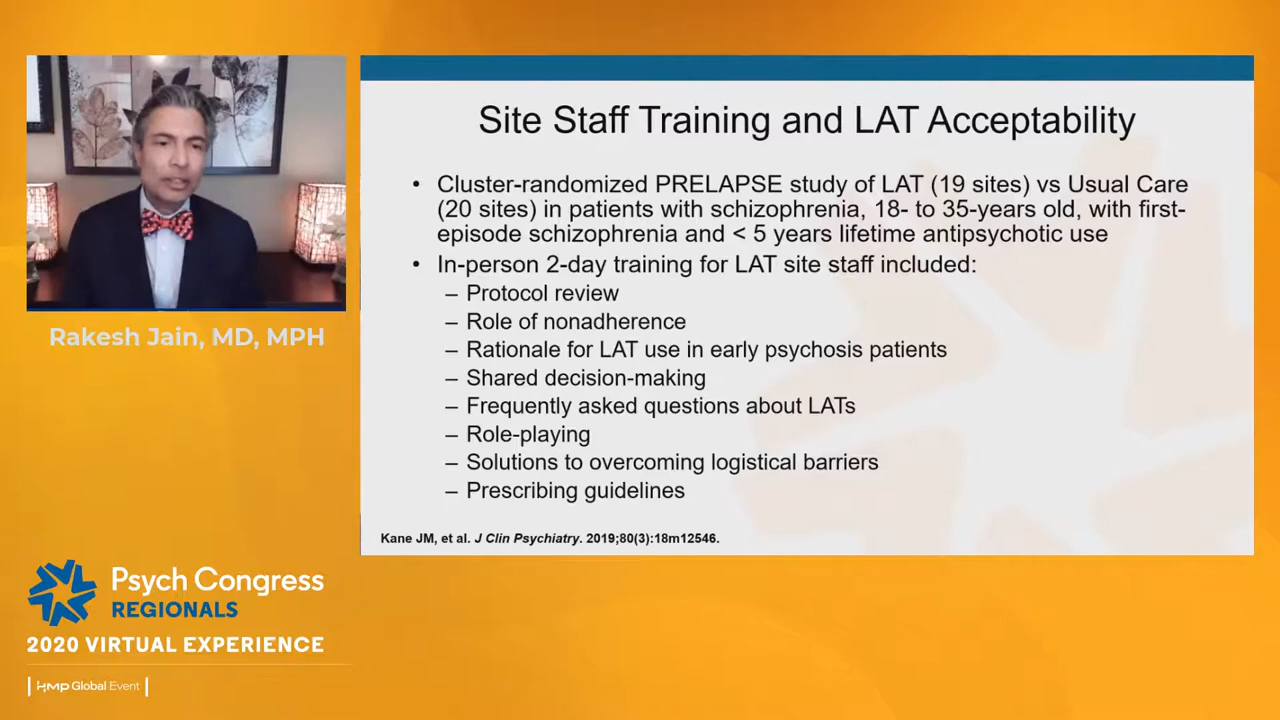 Rakesh Jain, MD, MPH
Psych Congress
REGIONALS
2020 VIRTUAL EXPERIENCE
HMP Global Event
Site Staff Training and LAT Acceptability
• Cluster-randomized PRELAPSE study of LAT (19 sites) vs Usual Care
(20 sites) in patients with schizophrenia, 18- to 35-years old, with first-
episode schizophrenia and < 5 years lifetime antipsychotic use
• In-person 2-day training for LAT site staff included:
– Protocol review
– Role of nonadherence
– Rationale for LAT use in early psychosis patients
– Shared decision-making
– Frequently asked questions about LATs
– Role-playing
– Solutions to overcoming logistical barriers
– Prescribing guidelines
Kane JM, et al. J Clin Psychiatry. 2019;80(3):18m12546.